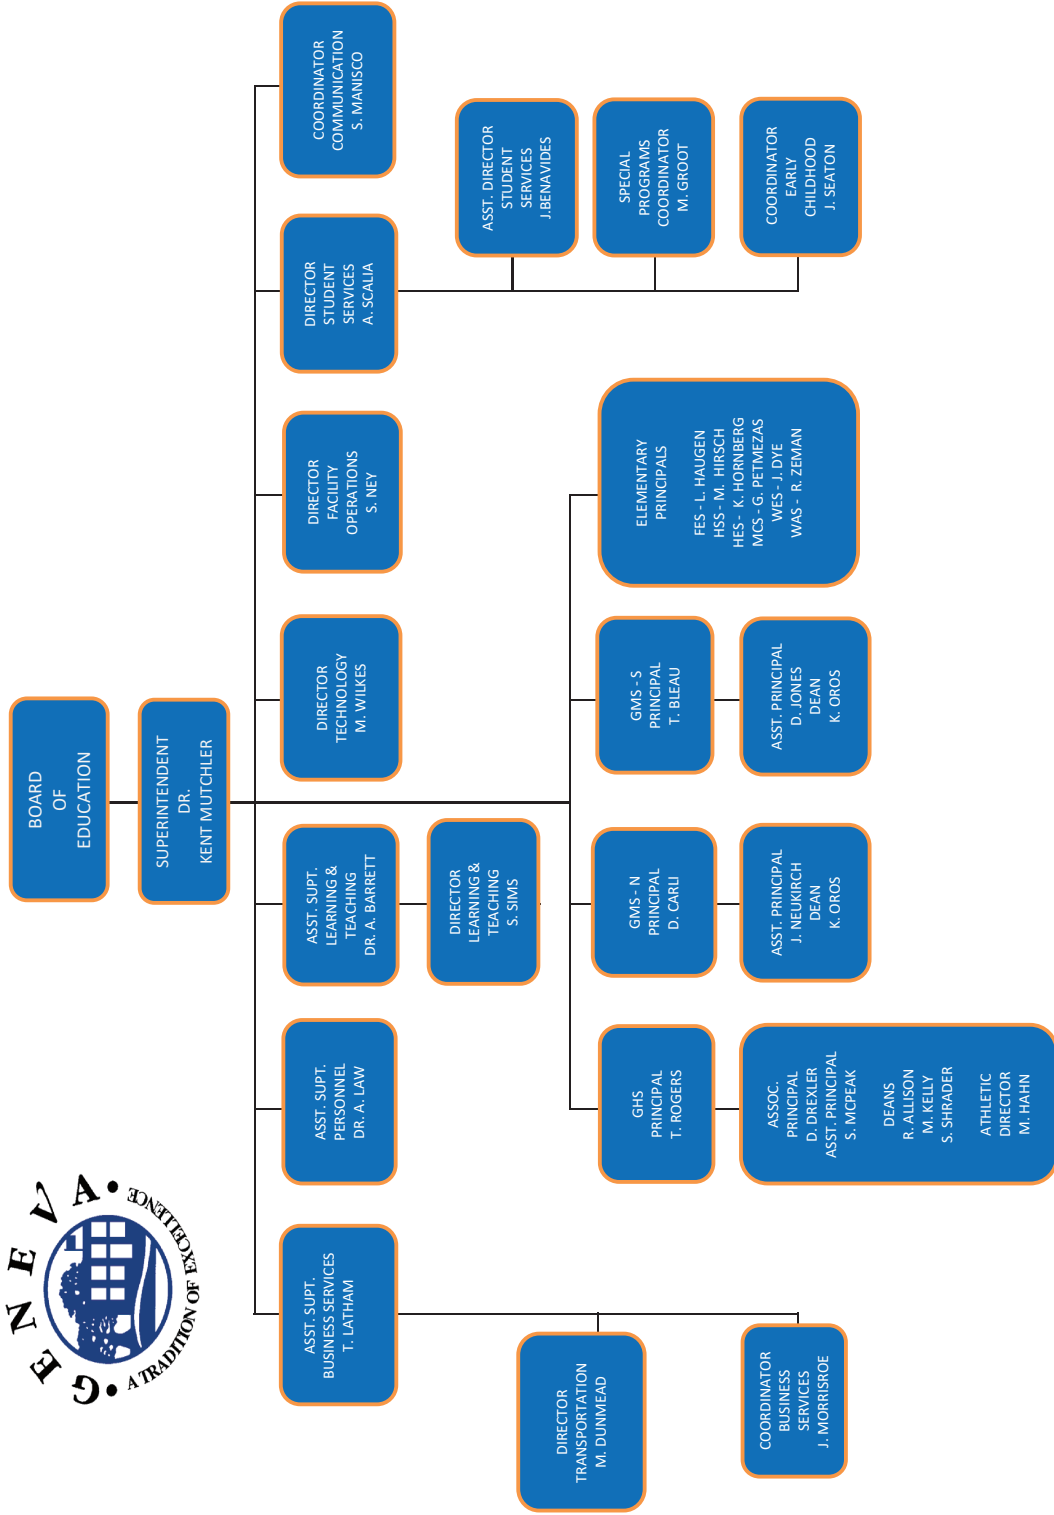 GENEVA
A TRADITION OF EXCELLENCE
BOARD
OF
EDUCATION
SUPERINTENDENT
DR.
KENT MUTCHLER
ASST. SUPT.
BUSINESS SERVICES
T. LATHAM
ASST. SUPT.
PERSONNEL
DR. A. LAW
ASST. SUPT.
LEARNING &
TEACHING
DR. A. BARRETT
DIRECTOR
TECHNOLOGY
M. WILKES
DIRECTOR
FACILITY
OPERATIONS
S. NEY
DIRECTOR
STUDENT
SERVICES
A. SCALIA
COORDINATOR
COMMUNICATION
S. MANISCO
DIRECTOR
LEARNING &
TEACHING
S. SIMS
ASST. DIRECTOR
STUDENT
SERVICES
J.BENAVIDES
DIRECTOR
TRANSPORTATION
M. DUNMEAD
GHS
PRINCIPAL
T. ROGERS
GMS - N
PRINCIPAL
D. CARLI
GMS - S
PRINCIPAL
T. BLEAU
ELEMENTARY
PRINCIPALS
FES - L. HAUGEN
HSS - M. HIRSCH
HES - K. HORNBERG
MCS - G. PETMEZAS
WES - J. DYE
WAS - R. ZEMAN
SPECIAL
PROGRAMS
COORDINATOR
M. GROOT
COORDINATOR
BUSINESS
SERVICES
J. MORRISROE
ASSOC.
PRINCIPAL
D. DREXLER
ASST. PRINCIPAL
S. MCPEAK
DEANS
R. ALLISON
M. KELLY
S. SHRADER
ATHLETIC
DIRECTOR
M. HAHN
ASST. PRINCIPAL
J. NEUKIRCH
DEAN
K. OROS
ASST. PRINCIPAL
D. JONES
DEAN
K. OROS
COORDINATOR
EARLY
CHILDHOOD
J. SEATON